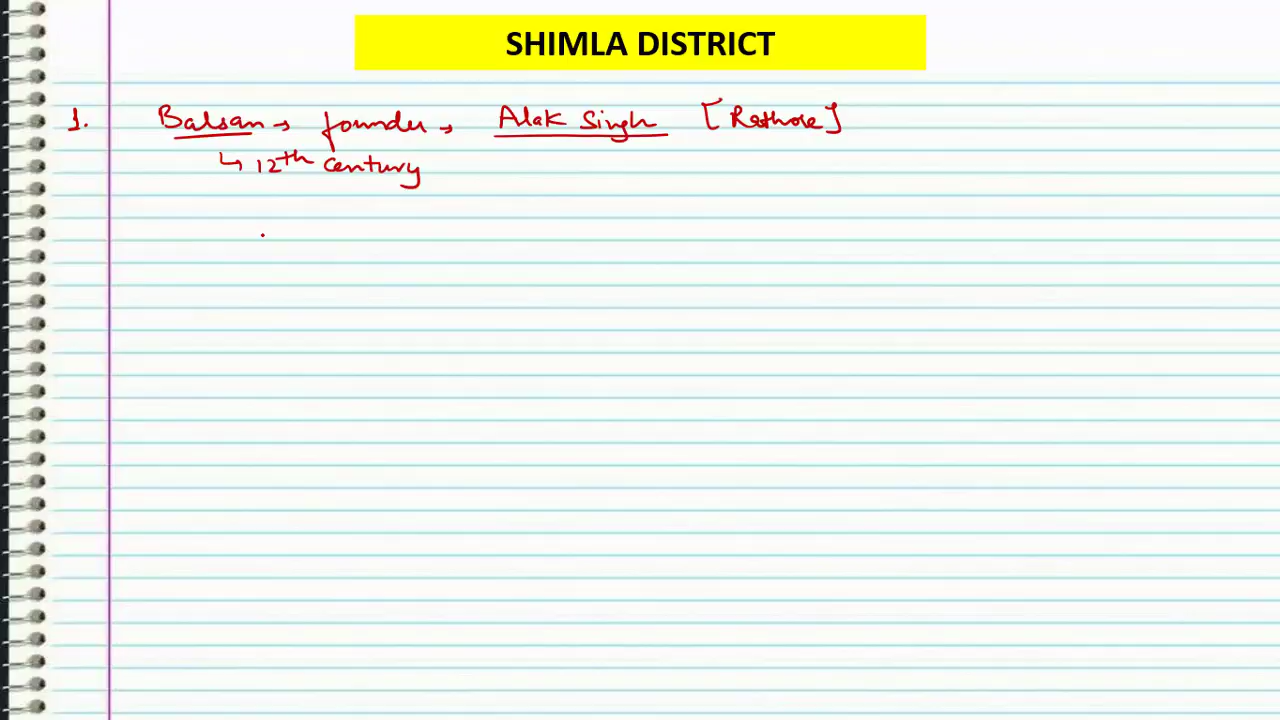 SHIMLA DISTRICT
1. Balsan → founder → Alak Singh [Rathore]
↳ 12th century